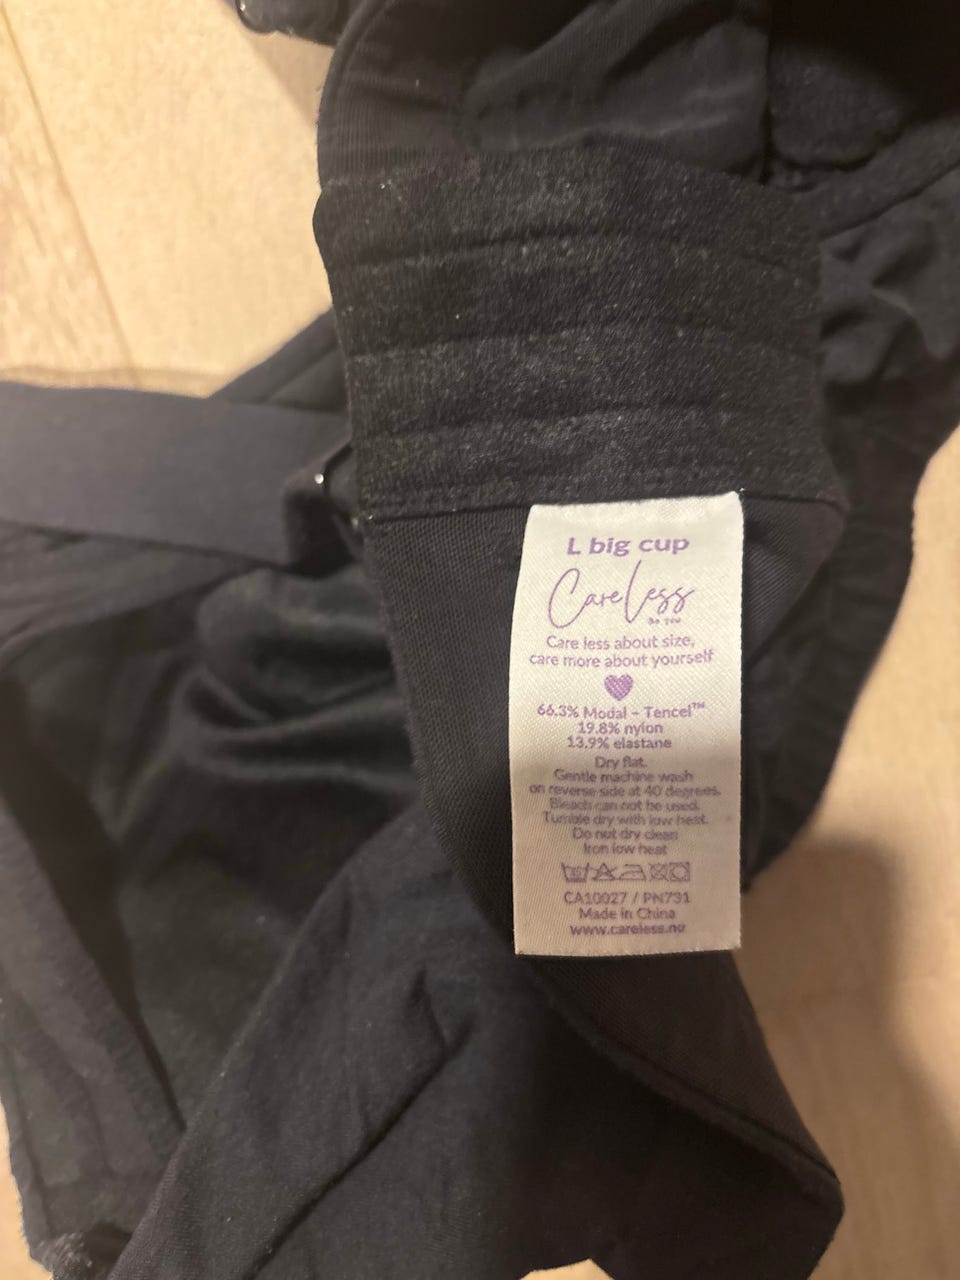 L big cup
CareLess
BE YOU
Care less about size,
care more about yourself
66.3% Modal – Tencel™
19.8% nylon
13.9% elastane
Dry flat.
Gentle machine wash
on reverse side at 40 degrees.
Bleach can not be used.
Tumble dry with low heat.
Do not dry clean
Iron low heat
CA10027 / PN731
Made in China
www.careless.no